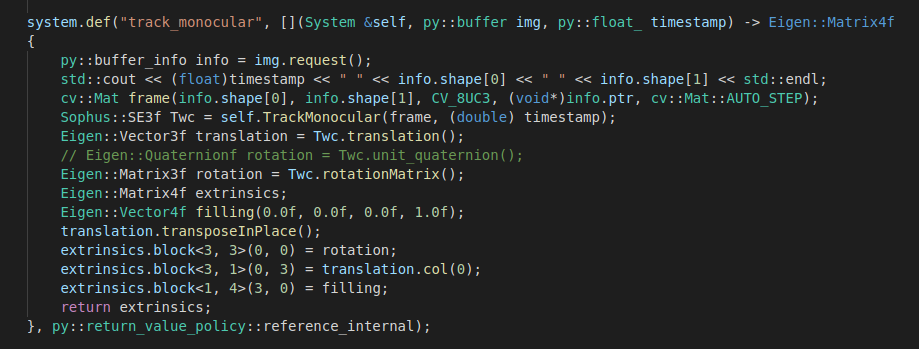 system.def("track_monocular", [](System &self, py::buffer img, py::float_ timestamp) -> Eigen::Matrix4f
{
    py::buffer_info info = img.request();
    std::cout << (float)timestamp << " " << info.shape[0] << " " << info.shape[1] << std::endl;
    cv::Mat frame(info.shape[0], info.shape[1], CV_8UC3, (void*)info.ptr, cv::Mat::AUTO_STEP);
    Sophus::SE3f Twc = self.TrackMonocular(frame, (double) timestamp);
    Eigen::Vector3f translation = Twc.translation();
    // Eigen::Quaternionf rotation = Twc.unit_quaternion();
    Eigen::Matrix3f rotation = Twc.rotationMatrix();
    Eigen::Matrix4f extrinsics;
    Eigen::Vector4f filling(0.0f, 0.0f, 0.0f, 1.0f);
    translation.transposeInPlace();
    extrinsics.block<3, 3>(0, 0) = rotation;
    extrinsics.block<3, 1>(0, 3) = translation.col(0);
    extrinsics.block<1, 4>(3, 0) = filling;
    return extrinsics;
}, py::return_value_policy::reference_internal);